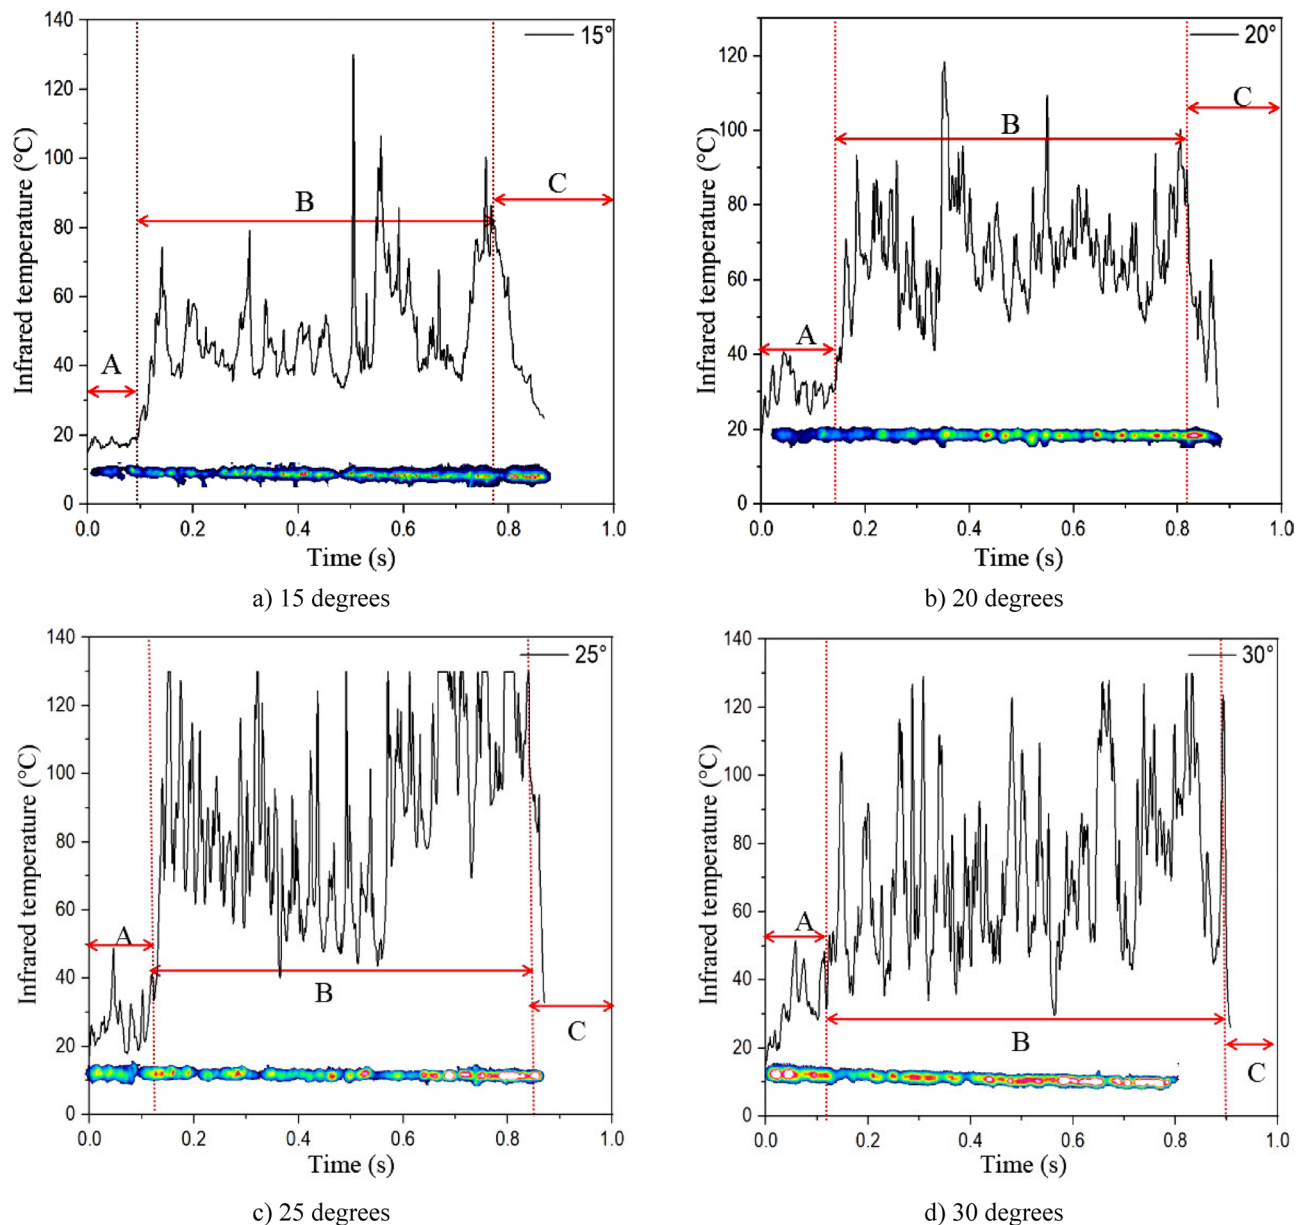 140
120
100
80
60
40
20
0
Infrared temperature (°C)
15°
A
B
C
0.0 0.2 0.4 0.6 0.8 1.0
Time (s)
a) 15 degrees
120
100
80
60
40
20
0
Infrared temperature (°C)
20°
A
B
C
0.0 0.2 0.4 0.6 0.8 1.0
Time (s)
b) 20 degrees
140
120
100
80
60
40
20
0
Infrared temperature (°C)
25°
A
B
C
0.0 0.2 0.4 0.6 0.8 1.0
Time (s)
c) 25 degrees
140
120
100
80
60
40
20
0
Infrared temperature (°C)
30°
A
B
C
0.0 0.2 0.4 0.6 0.8 1.0
Time (s)
d) 30 degrees